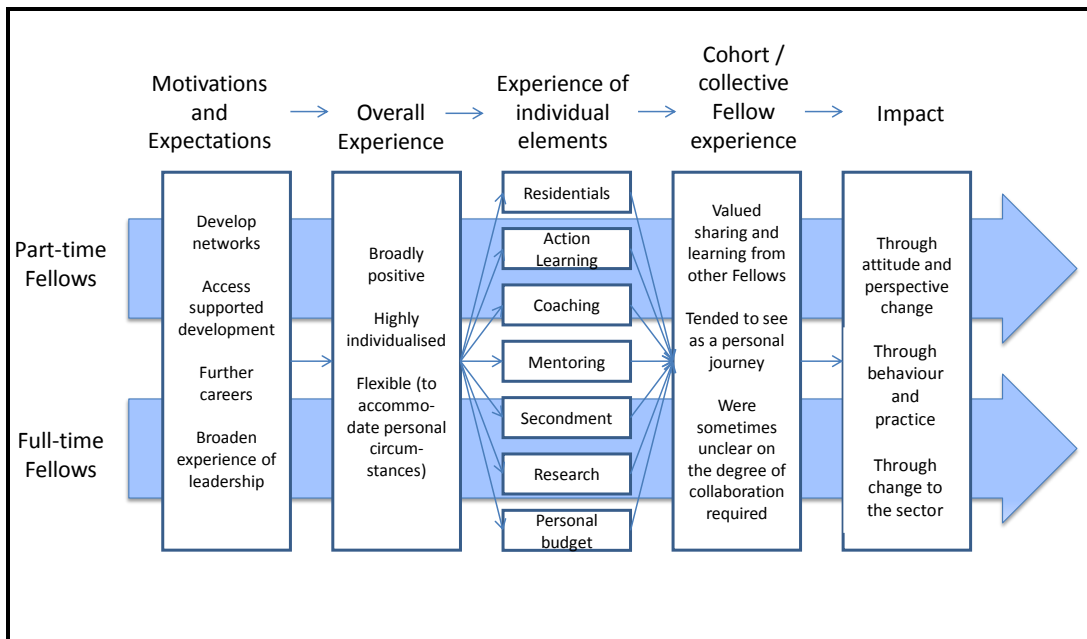 Motivations
and
Expectations
Overall
Experience
Experience of
individual
elements
Cohort /
collective
Fellow
experience
Impact
Part-time
Fellows
Full-time
Fellows
Develop
networks
Access
supported
development
Further
careers
Broaden
experience of
leadership
Broadly
positive
Highly
individualised
Flexible (to
accommo-
date personal
circum-
stances)
Residentials
Action
Learning
Coaching
Mentoring
Secondment
Research
Personal
budget
Valued
sharing and
learning from
other Fellows
Tended to see
as a personal
journey
Were
sometimes
unclear on
the degree of
collaboration
required
Through
attitude and
perspective
change
Through
behaviour
and
practice
Through
change to
the sector